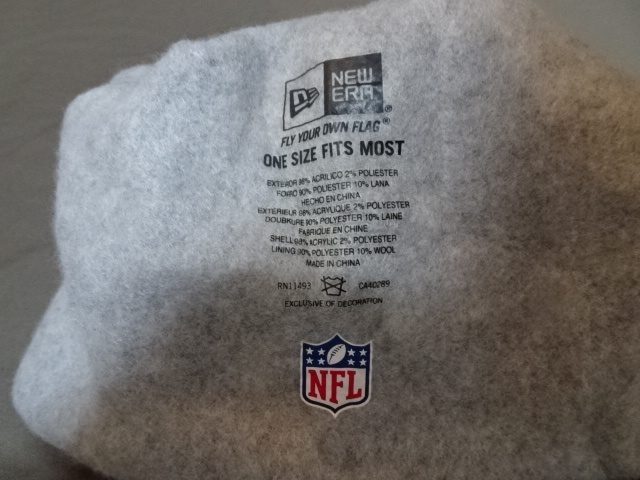 NEW
ERA
FLY YOUR OWN FLAG®
ONE SIZE FITS MOST
EXTERIOR 98% ACRILICO 2% POLIESTER
FORRO 90% POLIESTER 10% LANA
HECHO EN CHINA
EXTERIEUR 98% ACRYLIQUE 2% POLYESTER
DOUBLURE 90% POLYESTER 10% LAINE
FABRIQUE EN CHINE
SHELL 98% ACRYLIC 2% POLYESTER
LINING 90% POLYESTER 10% WOOL
MADE IN CHINA
RN11493 CA40289
EXCLUSIVE OF DECORATION
NFL